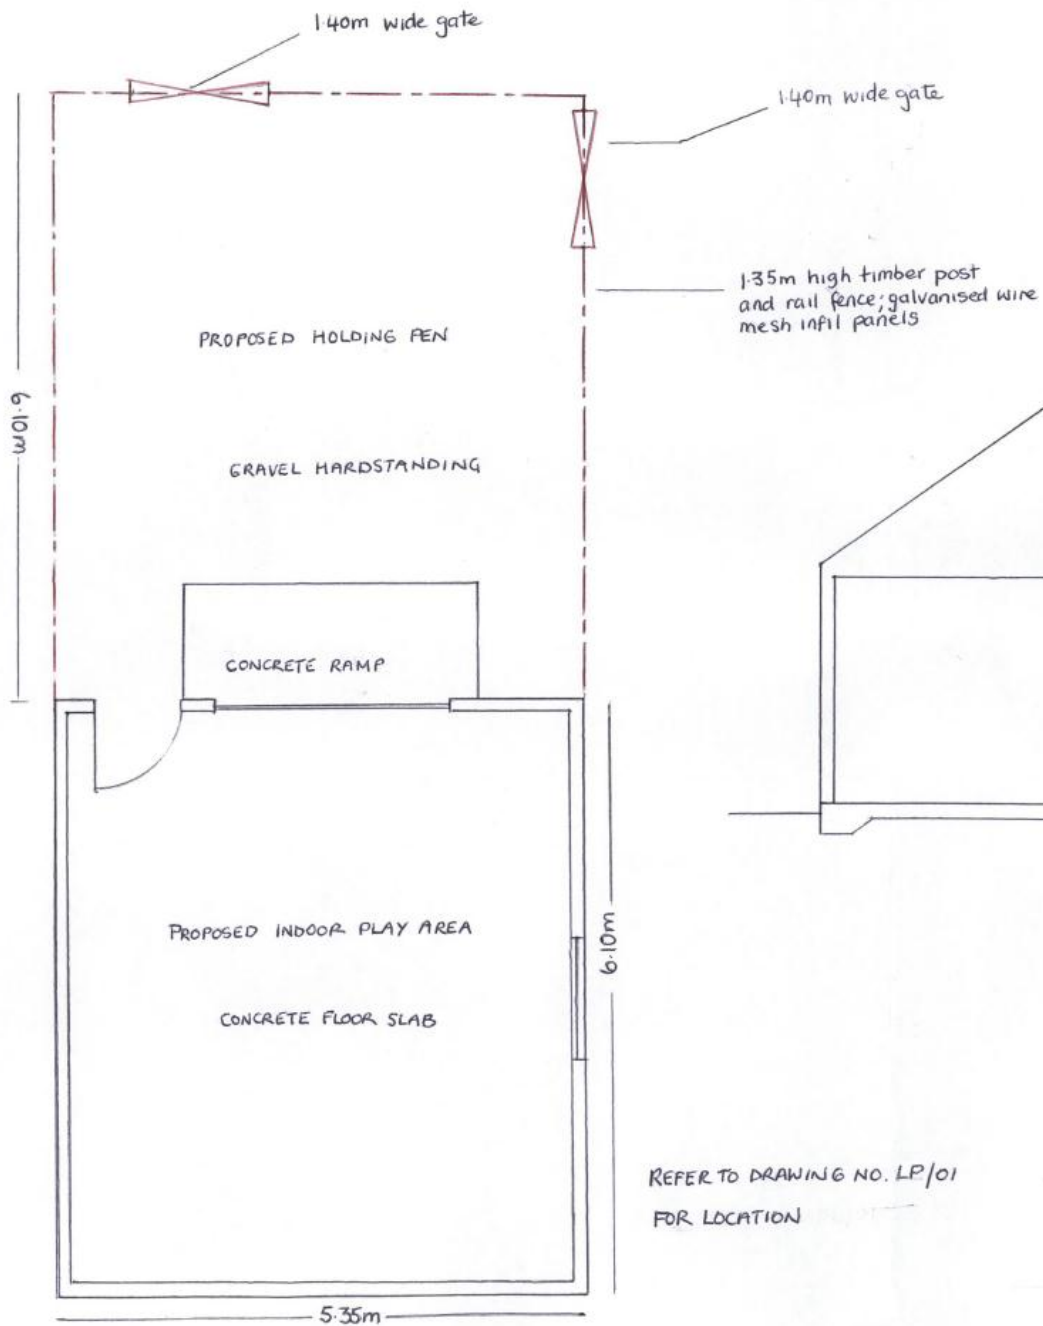 1.40m wide gate
1.40m wide gate
1.35m high timber post
and rail fence; galvanised wire
mesh infil panels
PROPOSED HOLDING PEN
6.10m
GRAVEL HARDSTANDING
CONCRETE RAMP
PROPOSED INDOOR PLAY AREA
6.10m
CONCRETE FLOOR SLAB
REFER TO DRAWING NO. LP/01
FOR LOCATION
5.35m